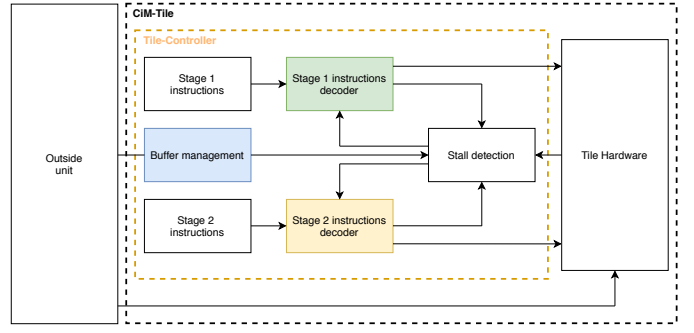 CiM-Tile
Tile-Controller
Stage 1
instructions
Stage 1 instructions
decoder
Outside
unit
Buffer management
Stall detection
Tile Hardware
Stage 2
instructions
Stage 2 instructions
decoder